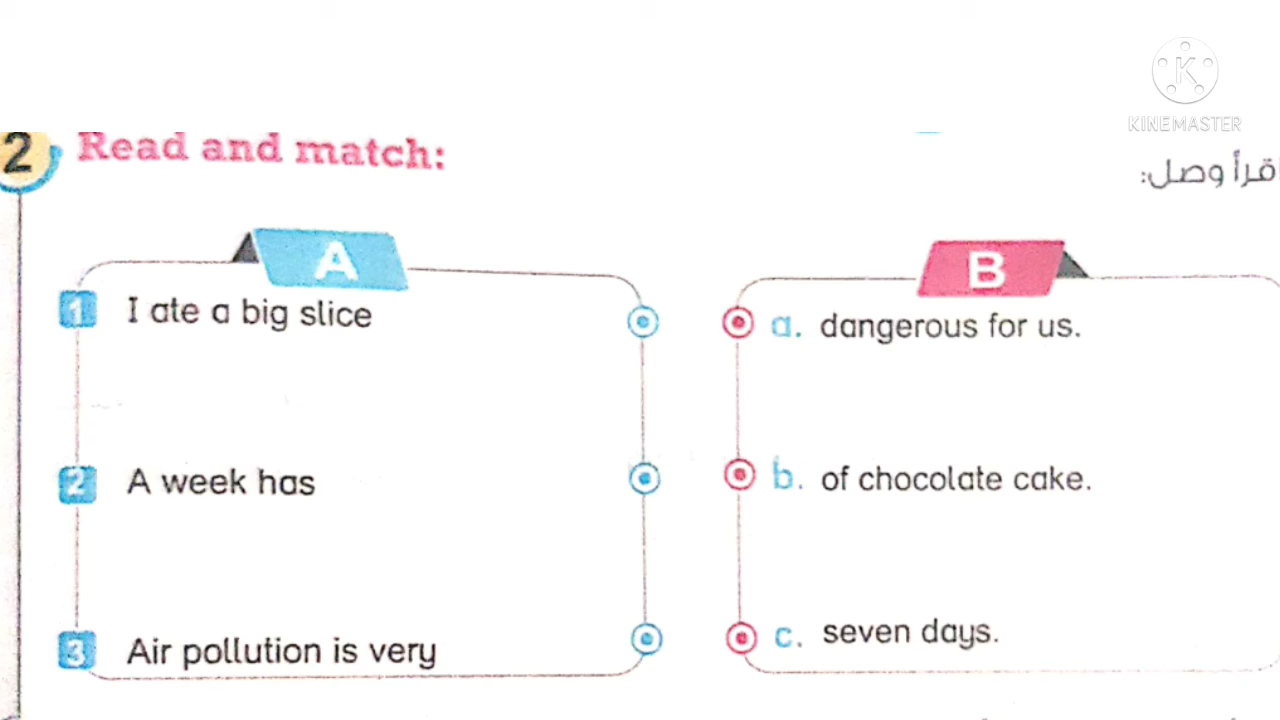 KINEMASTER
2 Read and match:
اقرأ وصل:
A
1 I ate a big slice
2 A week has
3 Air pollution is very
B
a. dangerous for us.
b. of chocolate cake.
c. seven days.